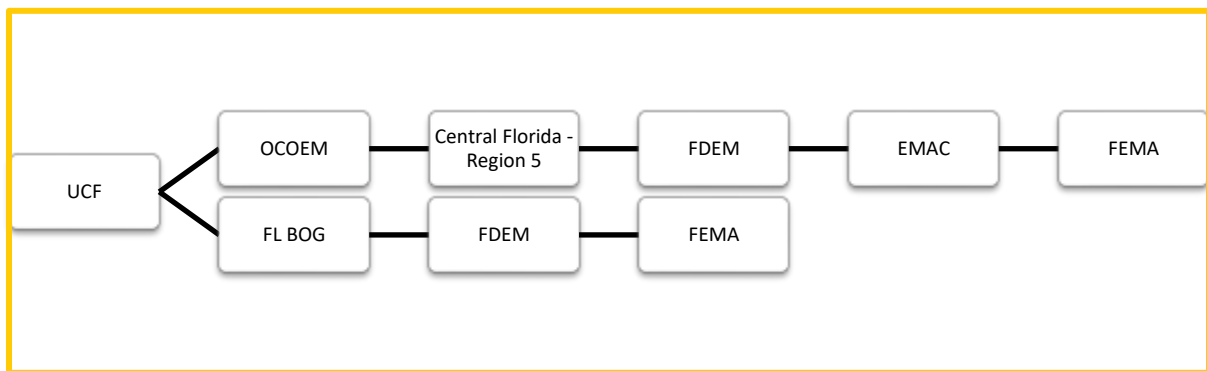 UCF
OCOEM
Central Florida -
Region 5
FDEM
EMAC
FEMA
FL BOG
FDEM
FEMA